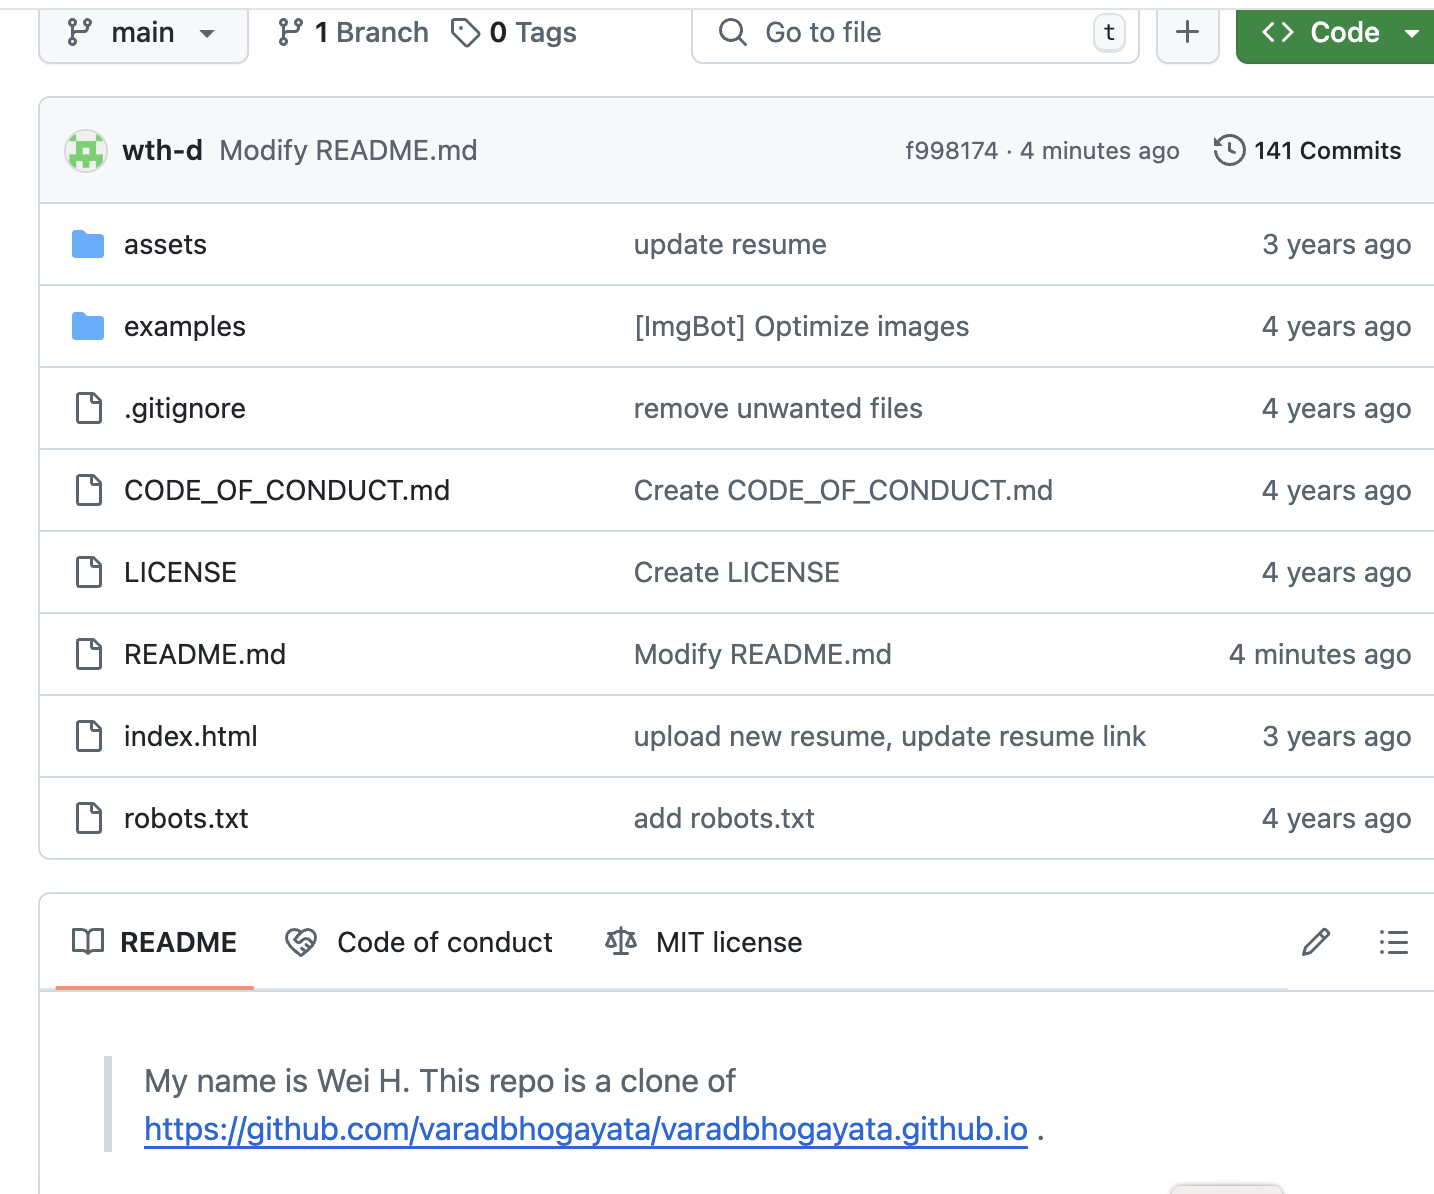 main 1 Branch 0 Tags Go to file t Code
wth-d Modify README.md f998174 · 4 minutes ago 141 Commits
assets update resume 3 years ago
examples [ImgBot] Optimize images 4 years ago
.gitignore remove unwanted files 4 years ago
CODE_OF_CONDUCT.md Create CODE_OF_CONDUCT.md 4 years ago
LICENSE Create LICENSE 4 years ago
README.md Modify README.md 4 minutes ago
index.html upload new resume, update resume link 3 years ago
robots.txt add robots.txt 4 years ago
README Code of conduct MIT license
My name is Wei H. This repo is a clone of
https://github.com/varadbhogayata/varadbhogayata.github.io .